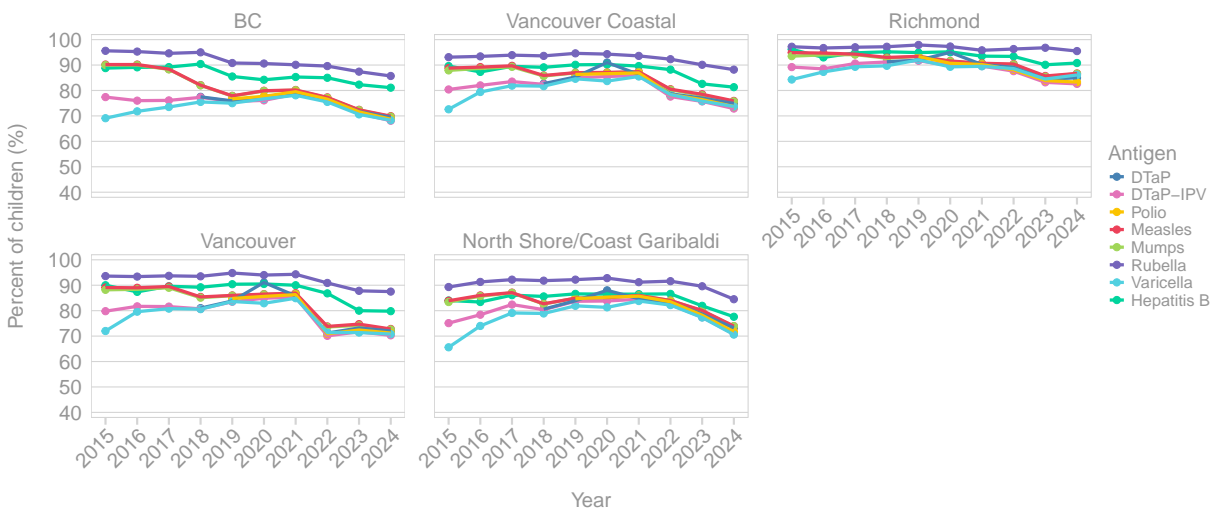 BC
Vancouver Coastal
Richmond
100
90
80
70
60
50
40
2015
2016
2017
2018
2019
2020
2021
2022
2023
2024
Vancouver
North Shore/Coast Garibaldi
100
90
80
70
60
50
40
2015
2016
2017
2018
2019
2020
2021
2022
2023
2024
2015
2016
2017
2018
2019
2020
2021
2022
2023
2024
Percent of children (%)
Year
Antigen
DTaP
DTaP−IPV
Polio
Measles
Mumps
Rubella
Varicella
Hepatitis B